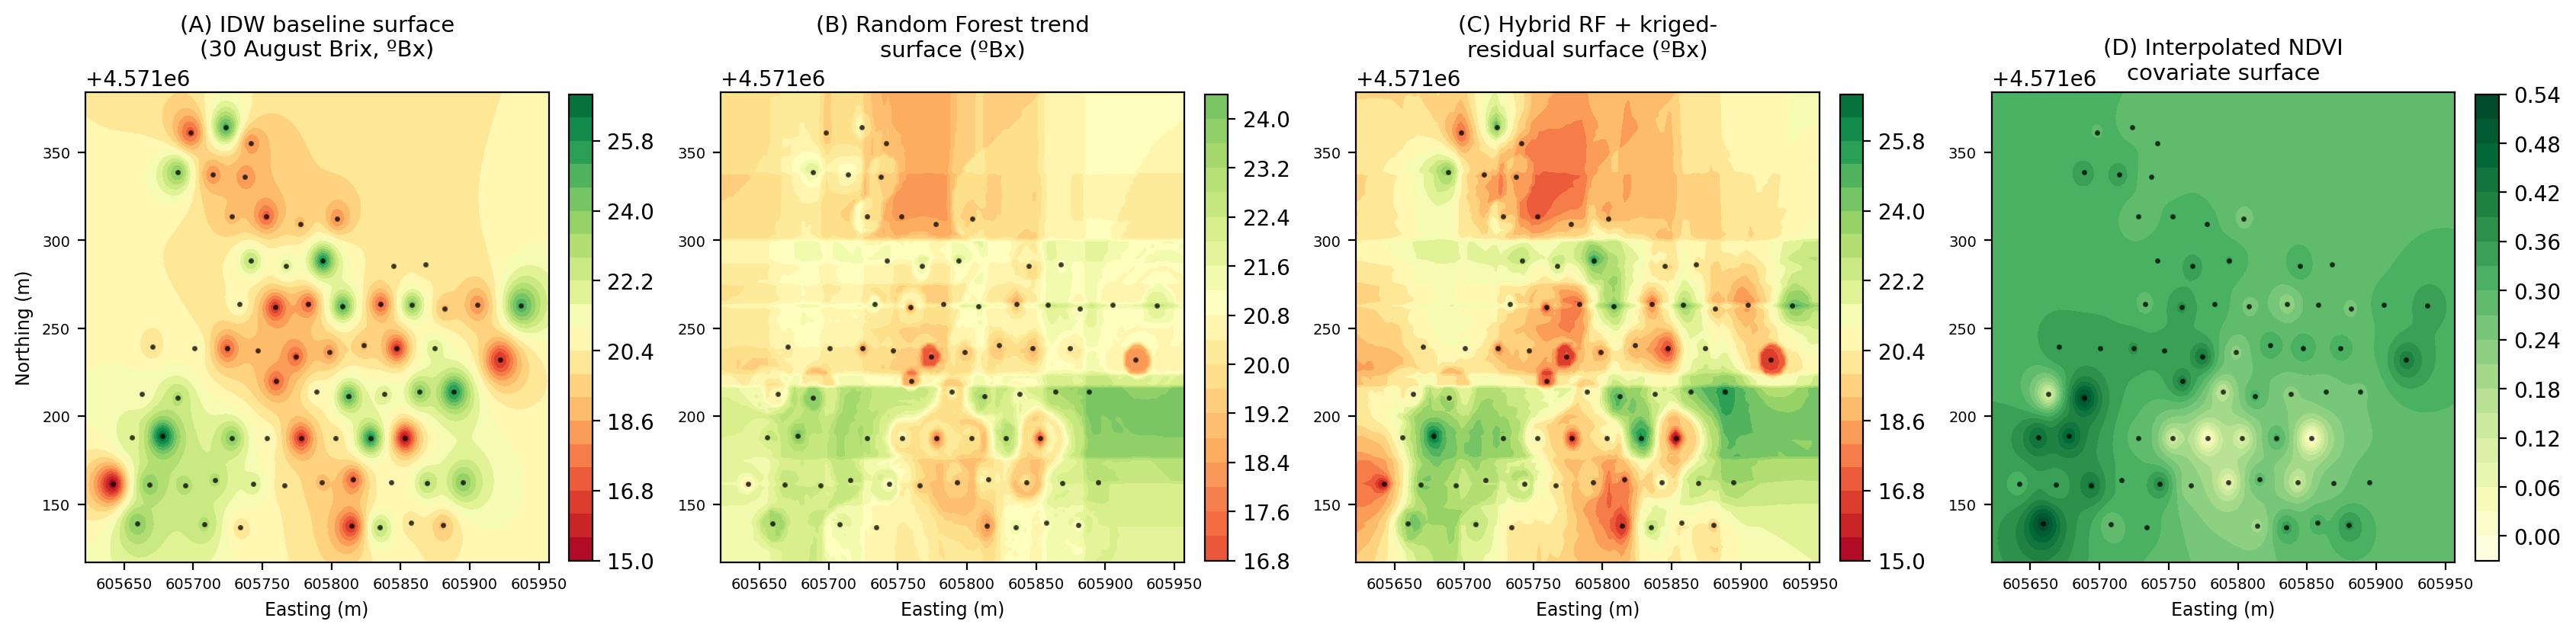 (A) IDW baseline surface
(30 August Brix, ºBx)
+4.571e6
350
300
250
200
150
Northing (m)
605650 605700 605750 605800 605850 605900 605950
Easting (m)
25.8
24.0
22.2
20.4
18.6
16.8
15.0
(B) Random Forest trend
surface (ºBx)
+4.571e6
350
300
250
200
150
605650 605700 605750 605800 605850 605900 605950
Easting (m)
24.0
23.2
22.4
21.6
20.8
20.0
19.2
18.4
17.6
16.8
(C) Hybrid RF + kriged-
residual surface (ºBx)
+4.571e6
350
300
250
200
150
605650 605700 605750 605800 605850 605900 605950
Easting (m)
25.8
24.0
22.2
20.4
18.6
16.8
15.0
(D) Interpolated NDVI
covariate surface
+4.571e6
350
300
250
200
150
605650 605700 605750 605800 605850 605900 605950
Easting (m)
0.54
0.48
0.42
0.36
0.30
0.24
0.18
0.12
0.06
0.00